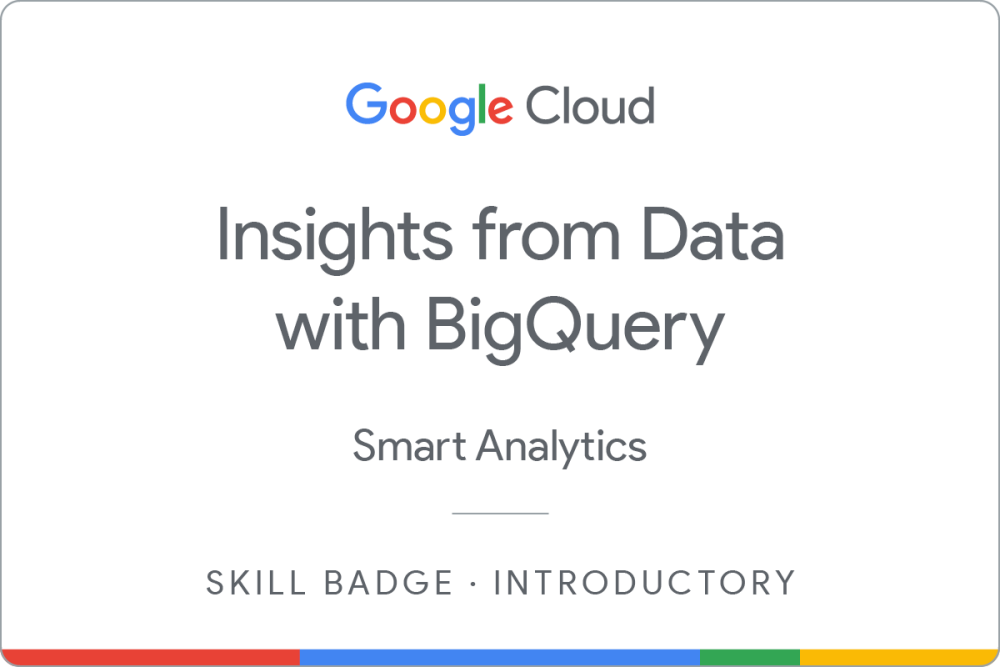 Google Cloud
Insights from Data
with BigQuery
Smart Analytics
SKILL BADGE · INTRODUCTORY